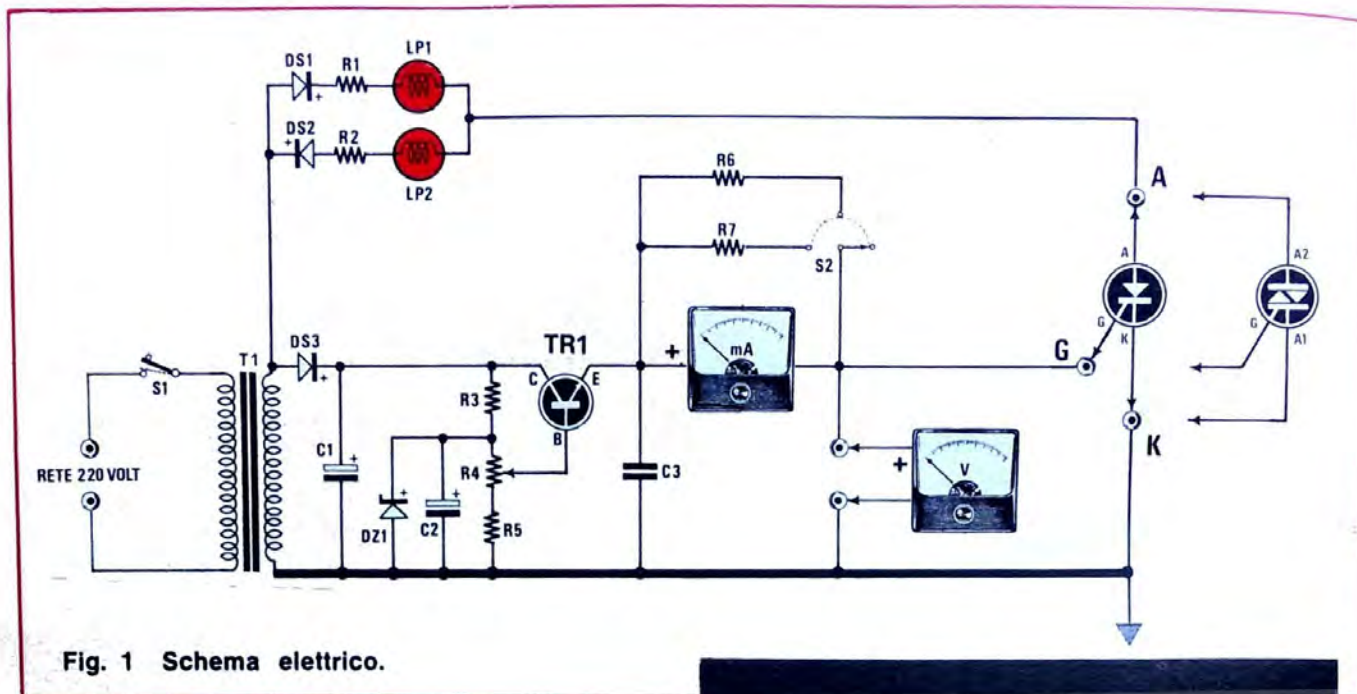 LP1
DS1
R1
+
DS2
+
R2
LP2
R6
R7
S2
A
A
A2
G
K
G
A1
G
K
TR1
C
E
B
+
mA
+
V
S1
T1
DS3
+
R3
R4
R5
C1
+
DZ1
+
C2
+
C3
RETE 220 VOLT
Fig. 1 Schema elettrico.